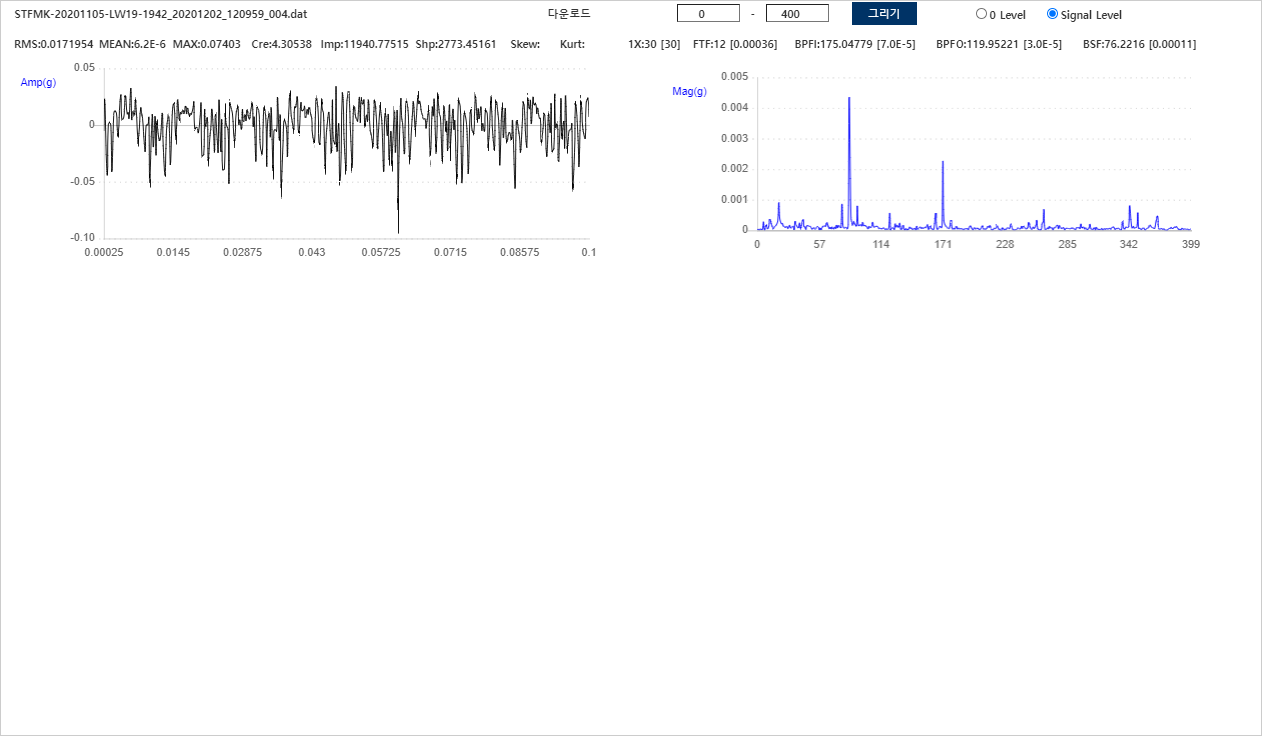 STFMK-20201105-LW19-1942_20201202_120959_004.dat 다운로드 0 - 400 그리기 0 Level Signal Level
RMS:0.0171954 MEAN:6.2E-6 MAX:0.07403 Cre:4.30538 Imp:11940.77515 Shp:2773.45161 Skew: Kurt: 1X:30 [30] FTF:12 [0.00036] BPFI:175.04779 [7.0E-5] BPFO:119.95221 [3.0E-5] BSF:76.2216 [0.00011]
Amp(g)
0.05
0
-0.05
-0.10
0.00025 0.0145 0.02875 0.043 0.05725 0.0715 0.08575 0.1
Mag(g)
0.005
0.004
0.003
0.002
0.001
0
0 57 114 171 228 285 342 399